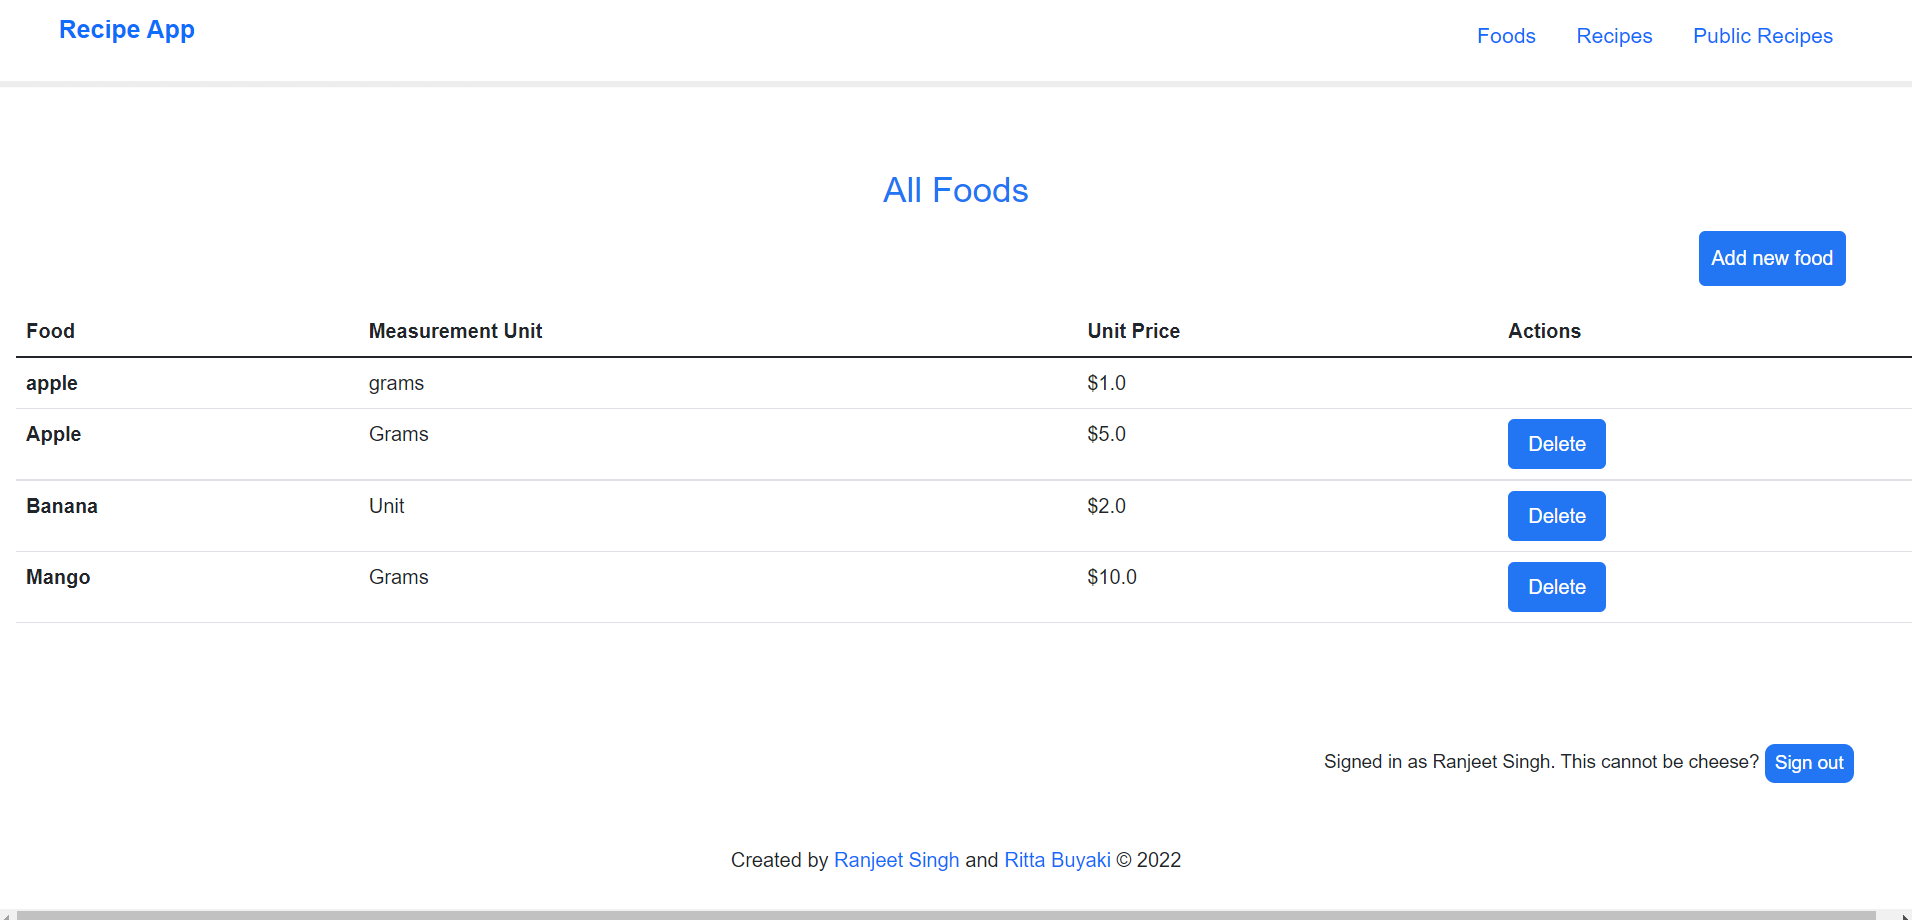 Recipe App
Foods Recipes Public Recipes
All Foods
Add new food
Food Measurement Unit Unit Price Actions
apple grams $1.0
Apple Grams $5.0 Delete
Banana Unit $2.0 Delete
Mango Grams $10.0 Delete
Signed in as Ranjeet Singh. This cannot be cheese? Sign out
Created by Ranjeet Singh and Ritta Buyaki © 2022